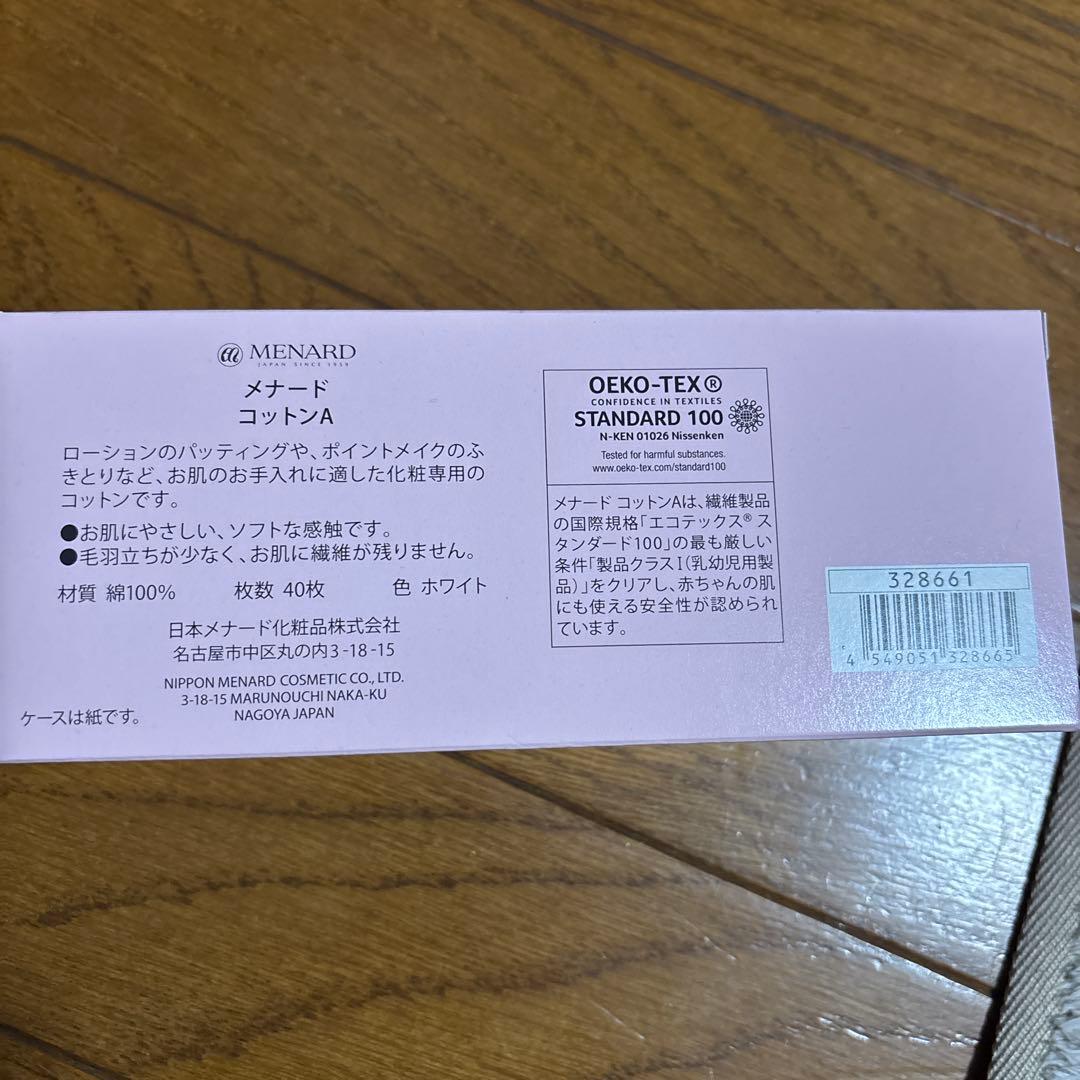 MENARD
JAPAN SINCE 1959
メナード
コットンA
ローションのパッティングや、ポイントメイクのふ
きとりなど、お肌のお手入れに適した化粧専用の
コットンです。
●お肌にやさしい、ソフトな感触です。
●毛羽立ちが少なく、お肌に繊維が残りません。
材質 綿100% 枚数 40枚 色 ホワイト
日本メナード化粧品株式会社
名古屋市中区丸の内3-18-15
NIPPON MENARD COSMETIC CO., LTD.
3-18-15 MARUNOUCHI NAKA-KU
NAGOYA JAPAN
ケースは紙です。
OEKO-TEX®
CONFIDENCE IN TEXTILES
STANDARD 100
N-KEN 01026 Nissenken
Tested for harmful substances.
www.oeko-tex.com/standard100
メナード コットンAは、繊維製品
の国際規格「エコテックス® ス
タンダード100」の最も厳しい
条件「製品クラスⅠ(乳幼児用製
品)」をクリアし、赤ちゃんの肌
にも使える安全性が認められ
ています。
328661
4 549051 328665